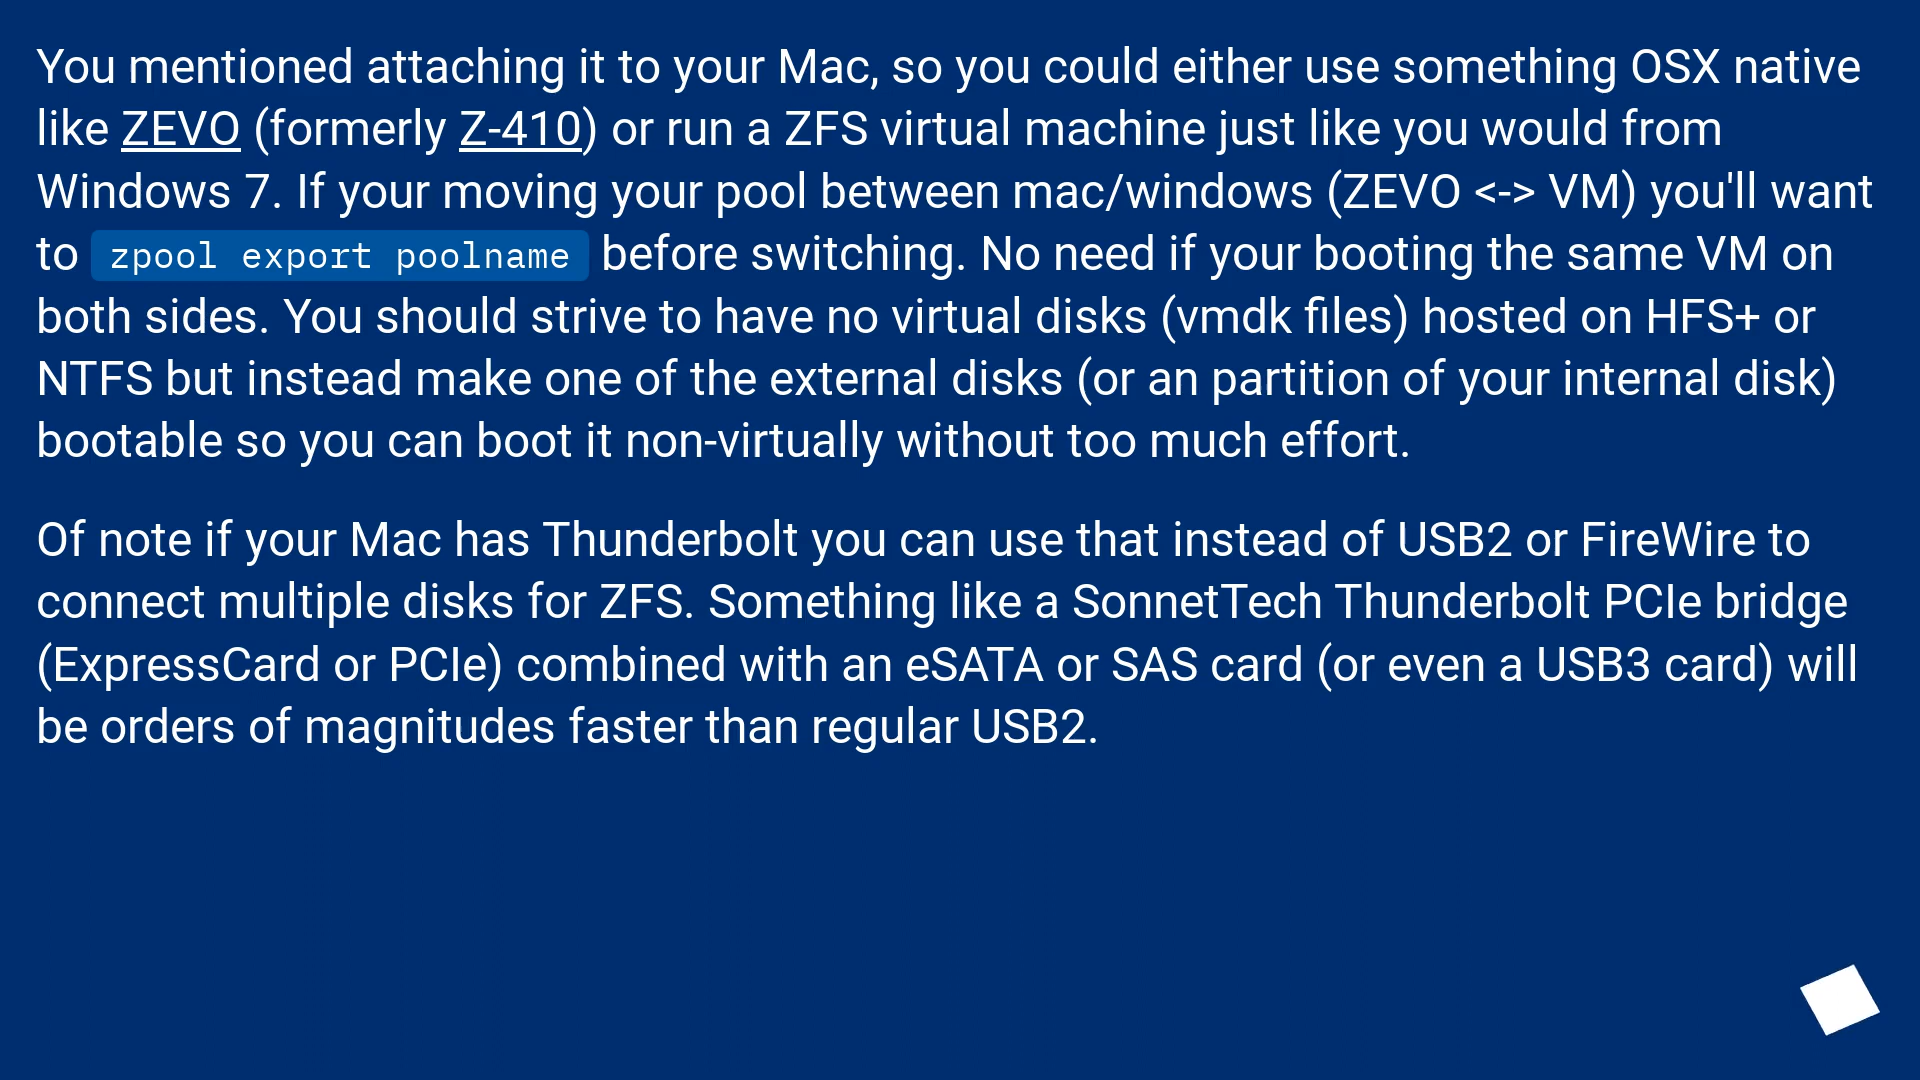 You mentioned attaching it to your Mac, so you could either use something OSX native
like ZEVO (formerly Z-410) or run a ZFS virtual machine just like you would from
Windows 7. If your moving your pool between mac/windows (ZEVO <-> VM) you'll want
to zpool export poolname before switching. No need if your booting the same VM on
both sides. You should strive to have no virtual disks (vmdk files) hosted on HFS+ or
NTFS but instead make one of the external disks (or an partition of your internal disk)
bootable so you can boot it non-virtually without too much effort.
Of note if your Mac has Thunderbolt you can use that instead of USB2 or FireWire to
connect multiple disks for ZFS. Something like a SonnetTech Thunderbolt PCIe bridge
(ExpressCard or PCIe) combined with an eSATA or SAS card (or even a USB3 card) will
be orders of magnitudes faster than regular USB2.